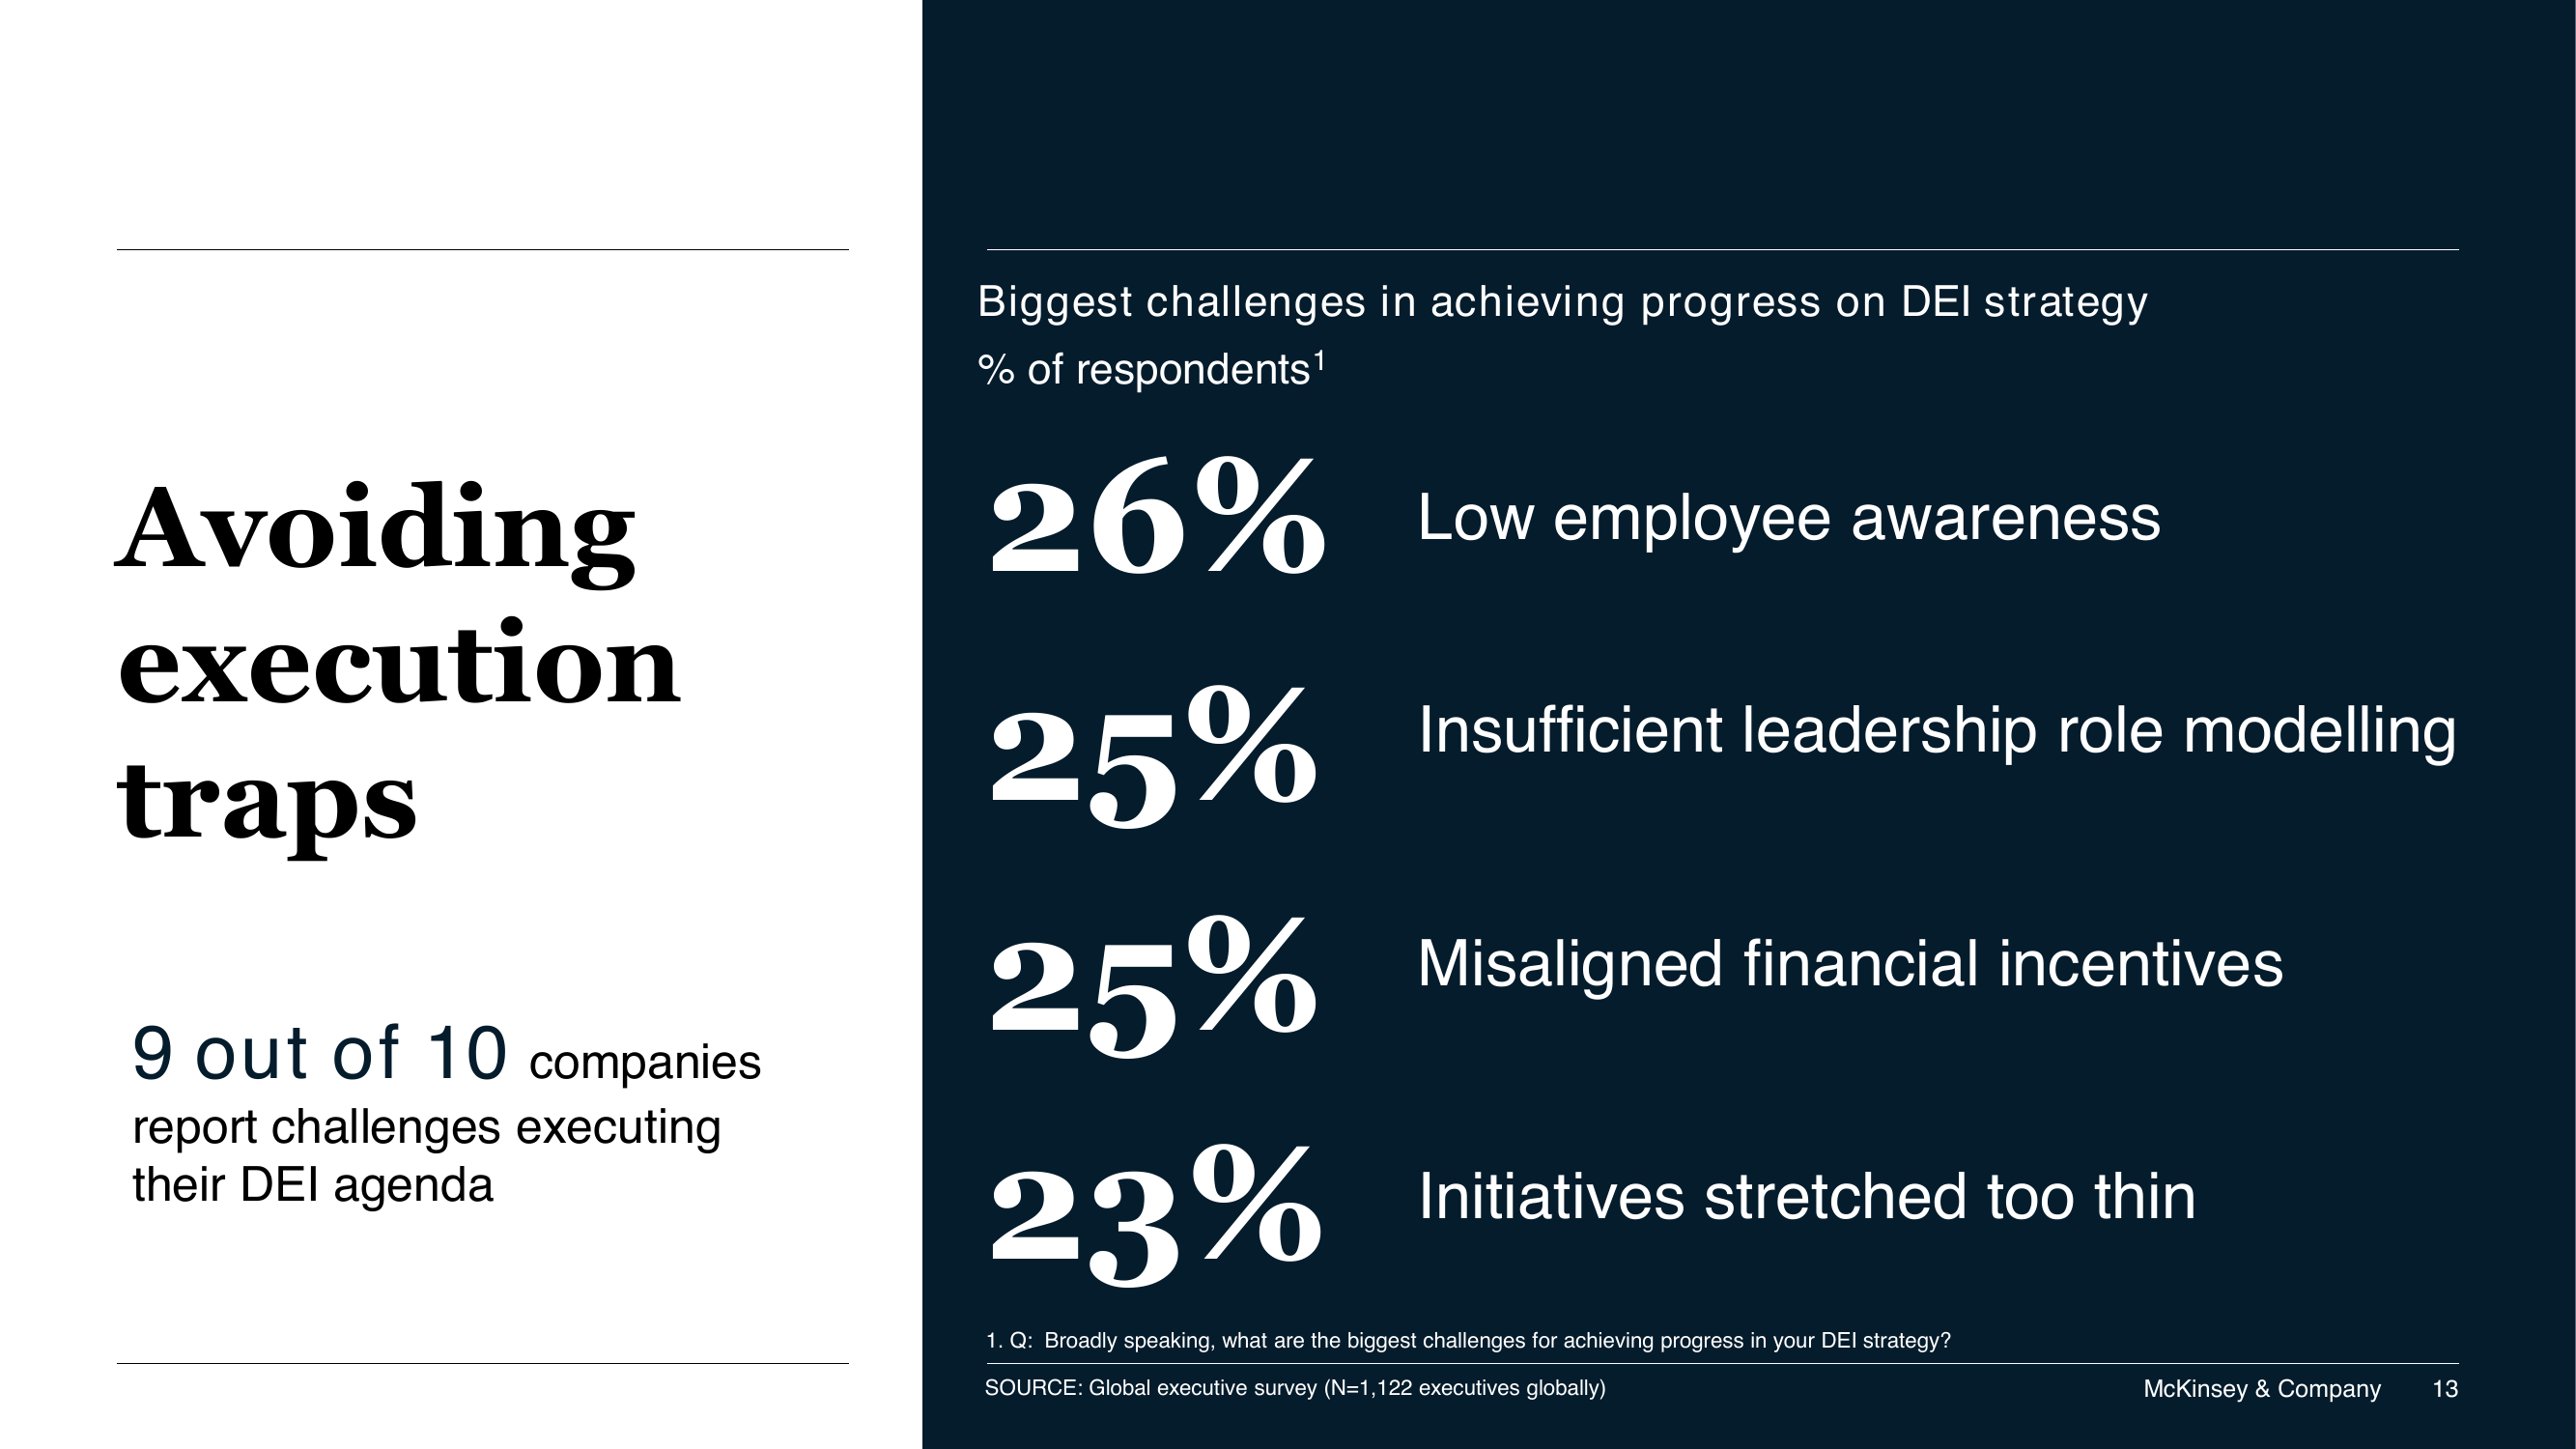 Avoiding
execution
traps
9 out of 10 companies
report challenges executing
their DEI agenda
Biggest challenges in achieving progress on DEI strategy
% of respondents1
26% Low employee awareness
25% Insufficient leadership role modelling
25% Misaligned financial incentives
23% Initiatives stretched too thin
1. Q: Broadly speaking, what are the biggest challenges for achieving progress in your DEI strategy?
SOURCE: Global executive survey (N=1,122 executives globally)
McKinsey & Company 13